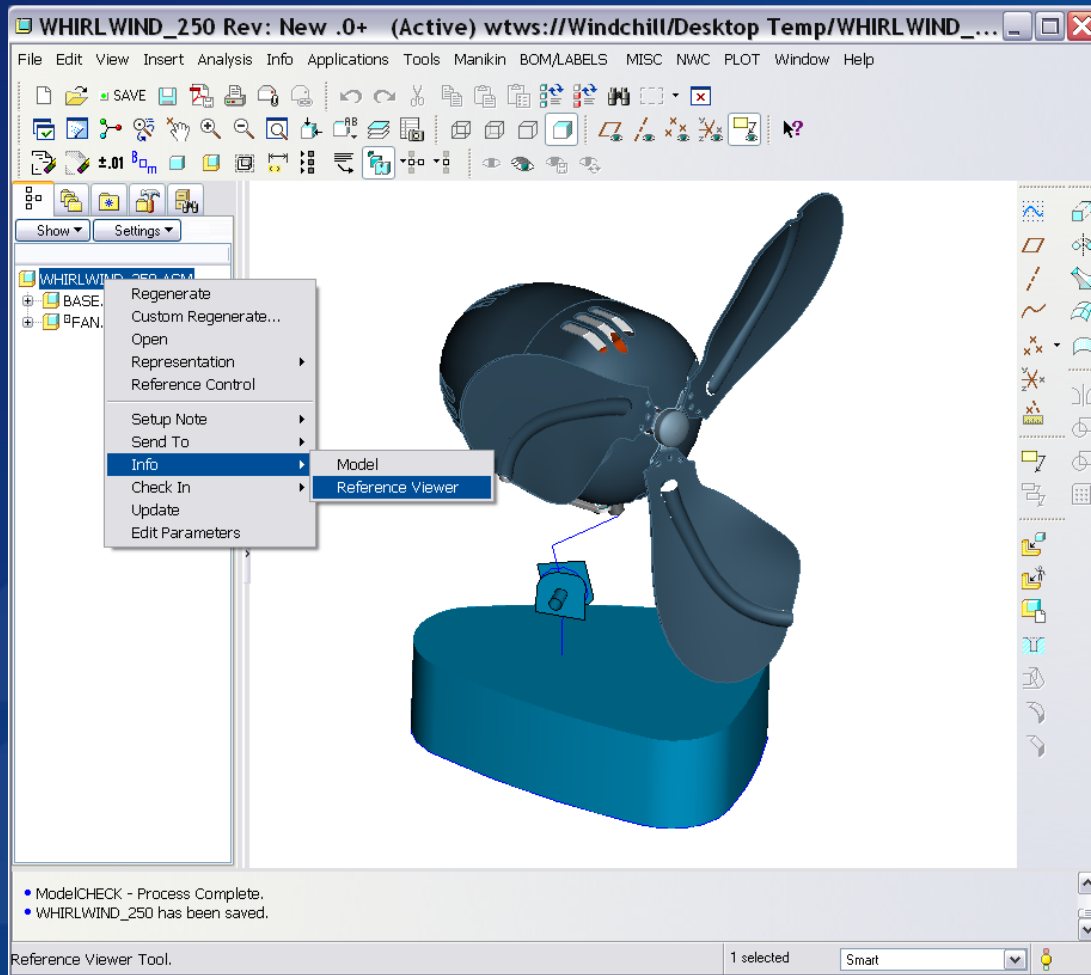 WHIRLWIND_250 Rev: New .0+ (Active) wtws://Windchill/Desktop Temp/WHIRLWIND_...
File Edit View Insert Analysis Info Applications Tools Manikin BOM/LABELS MISC NWC PLOT Window Help
SAVE
±.01
Show Settings
WHIRLWIND_250.ASM
BASE.
FAN.
Regenerate
Custom Regenerate...
Open
Representation
Reference Control
Setup Note
Send To
Info
Model
Check In
Reference Viewer
Update
Edit Parameters
• ModelCHECK - Process Complete.
• WHIRLWIND_250 has been saved.
Reference Viewer Tool.
1 selected
Smart